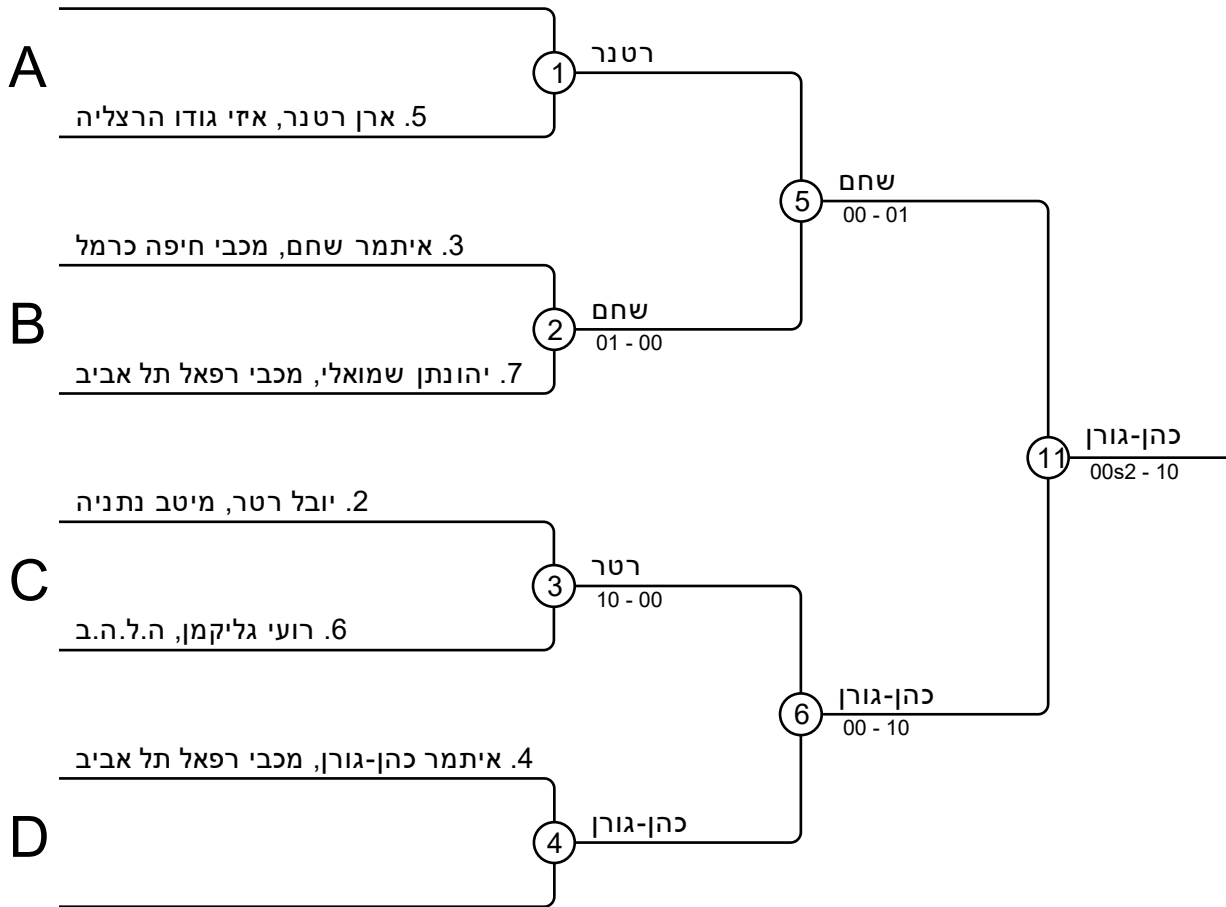 A
1
רטנר
5. ארן רטנר, איזי גודו הרצליה
5
שחם
00 - 01
3. איתמר שחם, מכבי חיפה כרמל
B
2
שחם
01 - 00
7. יהונתן שמואלי, מכבי רפאל תל אביב
11
כהן-גורן
00s2 - 10
2. יובל רטר, מיטב נתניה
C
3
רטר
10 - 00
6. רועי גליקמן, ה.ל.ה.ב
6
כהן-גורן
00 - 10
4. איתמר כהן-גורן, מכבי רפאל תל אביב
D
4
כהן-גורן